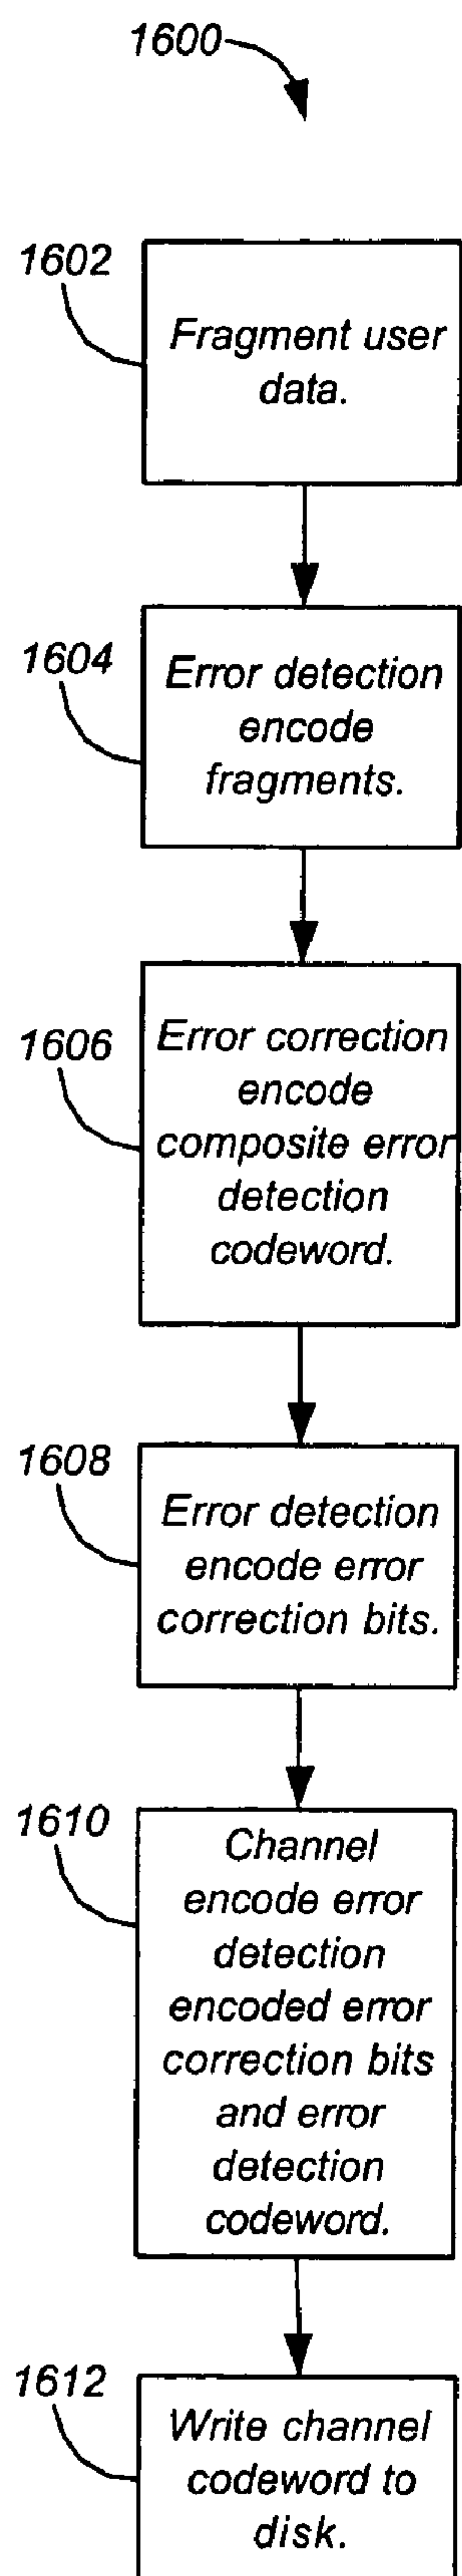 1600
1602
Fragment user
data.
1604
Error detection
encode
fragments.
1606
Error correction
encode
composite error
detection
codeword.
1608
Error detection
encode error
correction bits.
1610
Channel
encode error
detection
encoded error
correction bits
and error
detection
codeword.
1612
Write channel
codeword to
disk.